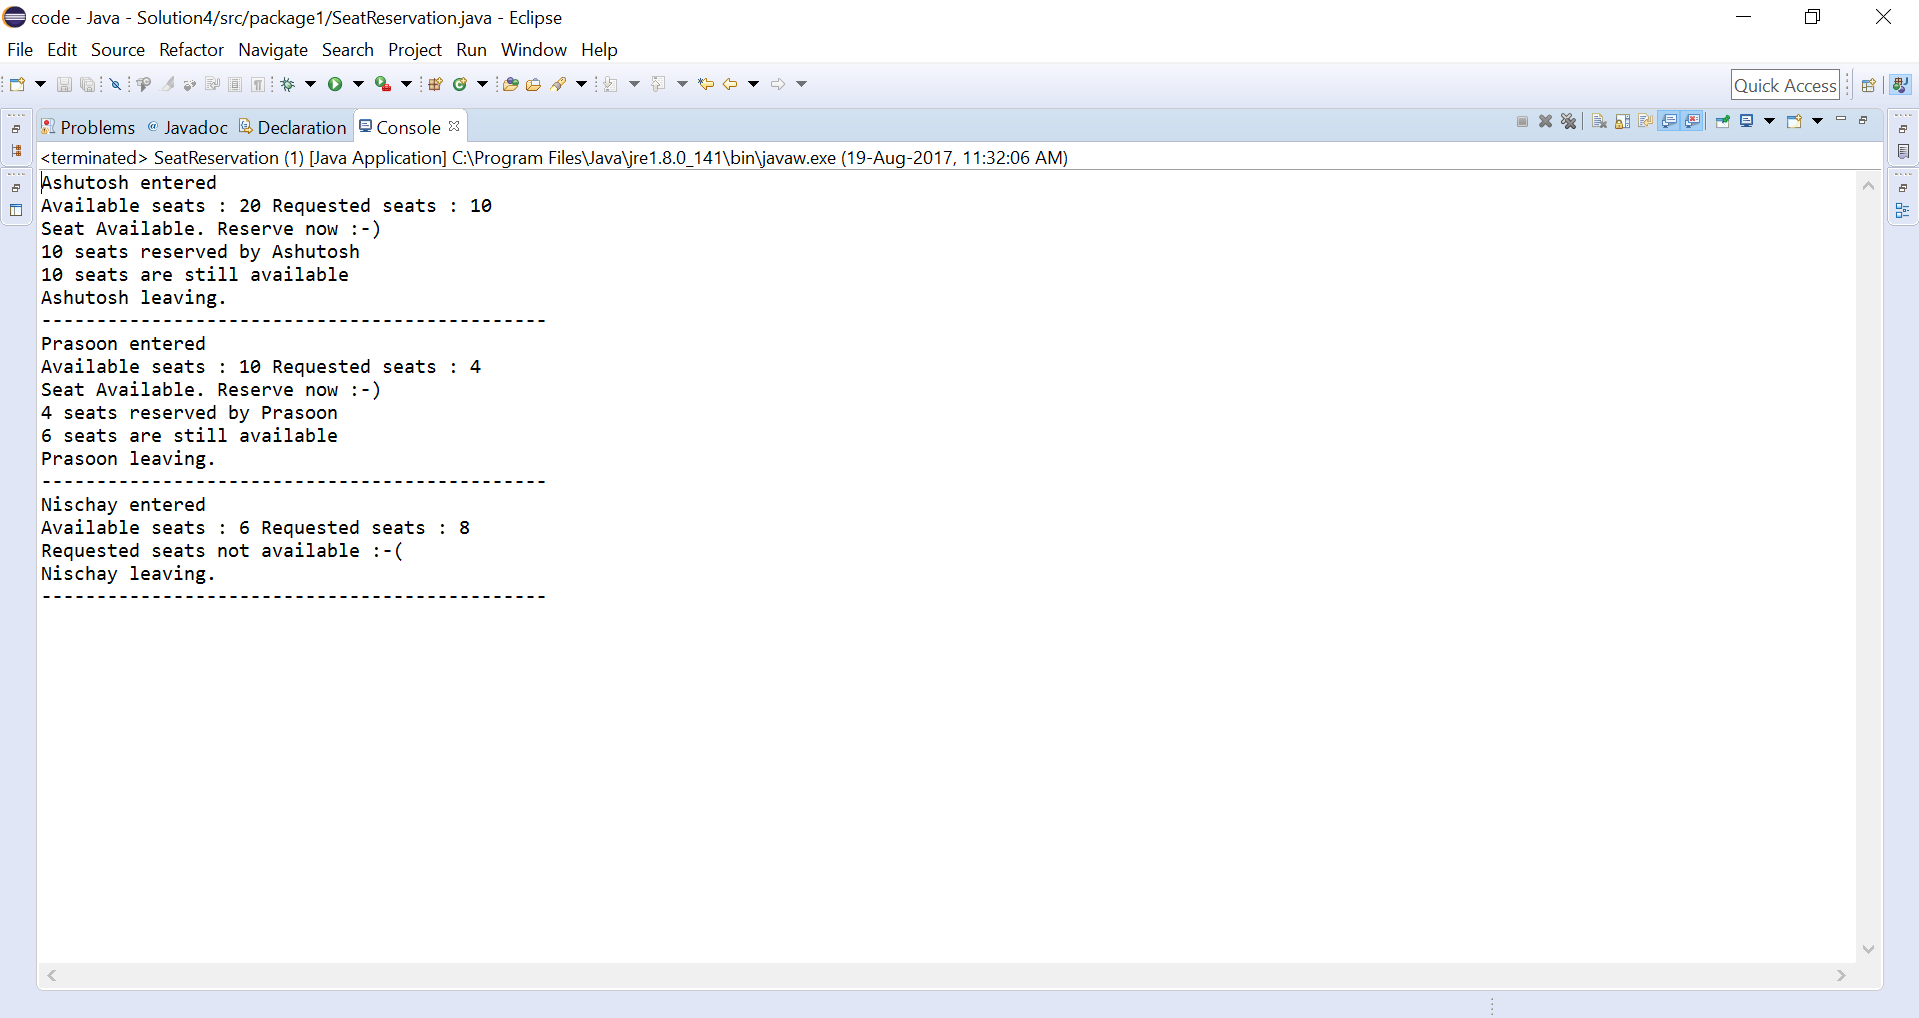 code - Java - Solution4/src/package1/SeatReservation.java - Eclipse
File Edit Source Refactor Navigate Search Project Run Window Help
Quick Access
Problems @ Javadoc Declaration Console
<terminated> SeatReservation (1) [Java Application] C:\Program Files\Java\jre1.8.0_141\bin\javaw.exe (19-Aug-2017, 11:32:06 AM)
Ashutosh entered
Available seats : 20 Requested seats : 10
Seat Available. Reserve now :-)
10 seats reserved by Ashutosh
10 seats are still available
Ashutosh leaving.
----------------------------------------------
Prasoon entered
Available seats : 10 Requested seats : 4
Seat Available. Reserve now :-)
4 seats reserved by Prasoon
6 seats are still available
Prasoon leaving.
----------------------------------------------
Nischay entered
Available seats : 6 Requested seats : 8
Requested seats not available :-(
Nischay leaving.
----------------------------------------------